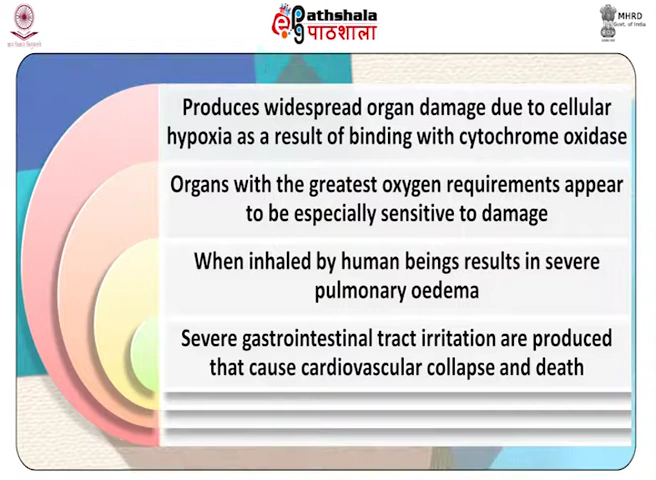 Pathshala
पाठशाला
MHRD
Govt. of India
Produces widespread organ damage due to cellular
hypoxia as a result of binding with cytochrome oxidase
Organs with the greatest oxygen requirements appear
to be especially sensitive to damage
When inhaled by human beings results in severe
pulmonary oedema
Severe gastrointestinal tract irritation are produced
that cause cardiovascular collapse and death